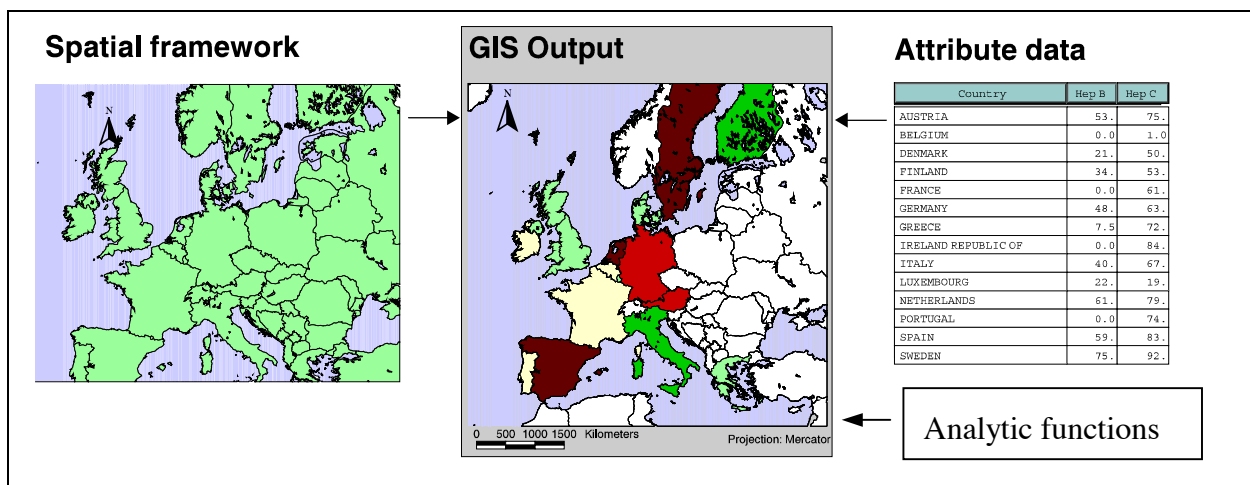 Spatial framework
N
GIS Output
N
0 500 1000 1500 Kilometers
Projection: Mercator
Attribute data
Country Hep B Hep C
AUSTRIA 53. 75.
BELGIUM 0.0 1.0
DENMARK 21. 50.
FINLAND 34. 53.
FRANCE 0.0 61.
GERMANY 48. 63.
GREECE 7.5 72.
IRELAND REPUBLIC OF 0.0 84.
ITALY 40. 67.
LUXEMBOURG 22. 19.
NETHERLANDS 61. 79.
PORTUGAL 0.0 74.
SPAIN 59. 83.
SWEDEN 75. 92.
Analytic functions